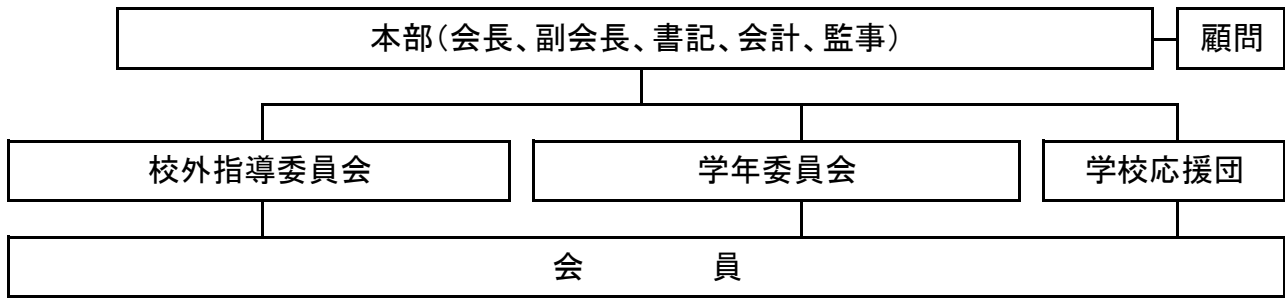 本部（会長、副会長、書記、会計、監事）
顧問
校外指導委員会
学年委員会
学校応援団
会　　　　員